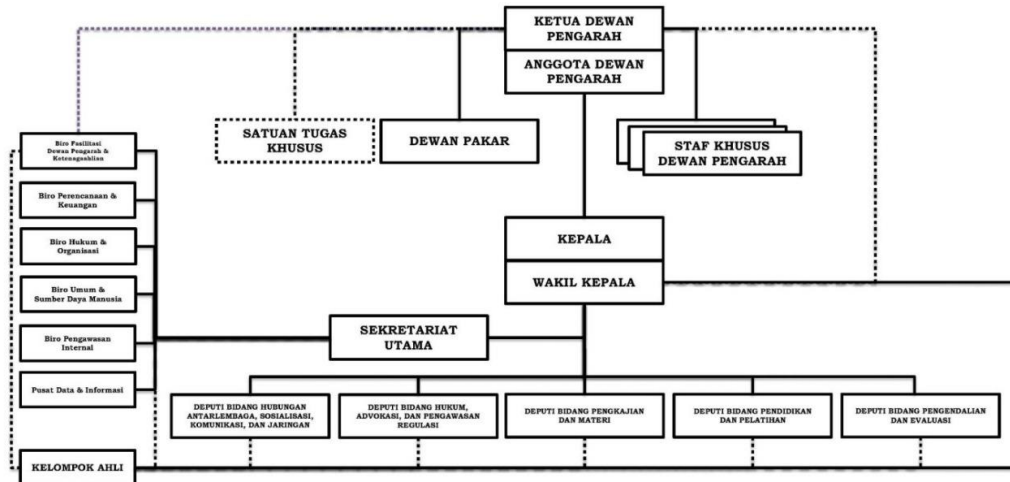 KETUA DEWAN
PENGARAH
ANGGOTA DEWAN
PENGARAH
SATUAN TUGAS
KHUSUS
DEWAN PAKAR
STAF KHUSUS
DEWAN PENGARAH
Biro Fasilitasi
Dewan Pengarah &
Ketenagaahlian
Biro Perencanaan &
Keuangan
Biro Hukum &
Organisasi
Biro Umum &
Sumber Daya Manusia
Biro Pengawasan
Internal
Pusat Data & Informasi
KEPALA
WAKIL KEPALA
SEKRETARIAT
UTAMA
DEPUTI BIDANG HUBUNGAN
ANTARLEMBAGA, SOSIALISASI,
KOMUNIKASI, DAN JARINGAN
DEPUTI BIDANG HUKUM,
ADVOKASI, DAN PENGAWASAN
REGULASI
DEPUTI BIDANG PENGKAJIAN
DAN MATERI
DEPUTI BIDANG PENDIDIKAN
DAN PELATIHAN
DEPUTI BIDANG PENGENDALIAN
DAN EVALUASI
KELOMPOK AHLI